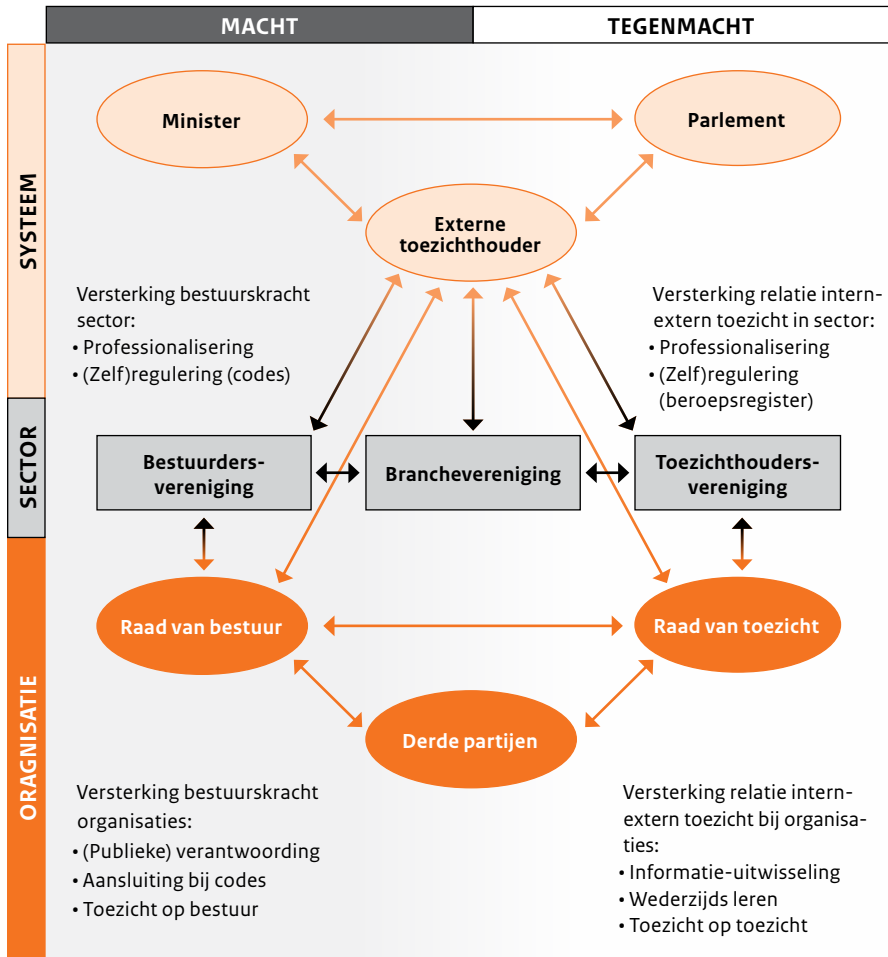 MACHT
TEGENMACHT
SYSTEEM
Minister
Parlement
Externe
toezichthouder
Versterking bestuurskracht
sector:
• Professionalisering
• (Zelf)regulering (codes)
Versterking relatie intern-
extern toezicht in sector:
• Professionalisering
• (Zelf)regulering
(beroepsregister)
SECTOR
Bestuurders-
vereniging
Branchevereniging
Toezichthouders-
vereniging
ORAGNISATIE
Raad van bestuur
Raad van toezicht
Derde partijen
Versterking bestuurskracht
organisaties:
• (Publieke) verantwoording
• Aansluiting bij codes
• Toezicht op bestuur
Versterking relatie intern-
extern toezicht bij organisa-
ties:
• Informatie-uitwisseling
• Wederzijds leren
• Toezicht op toezicht